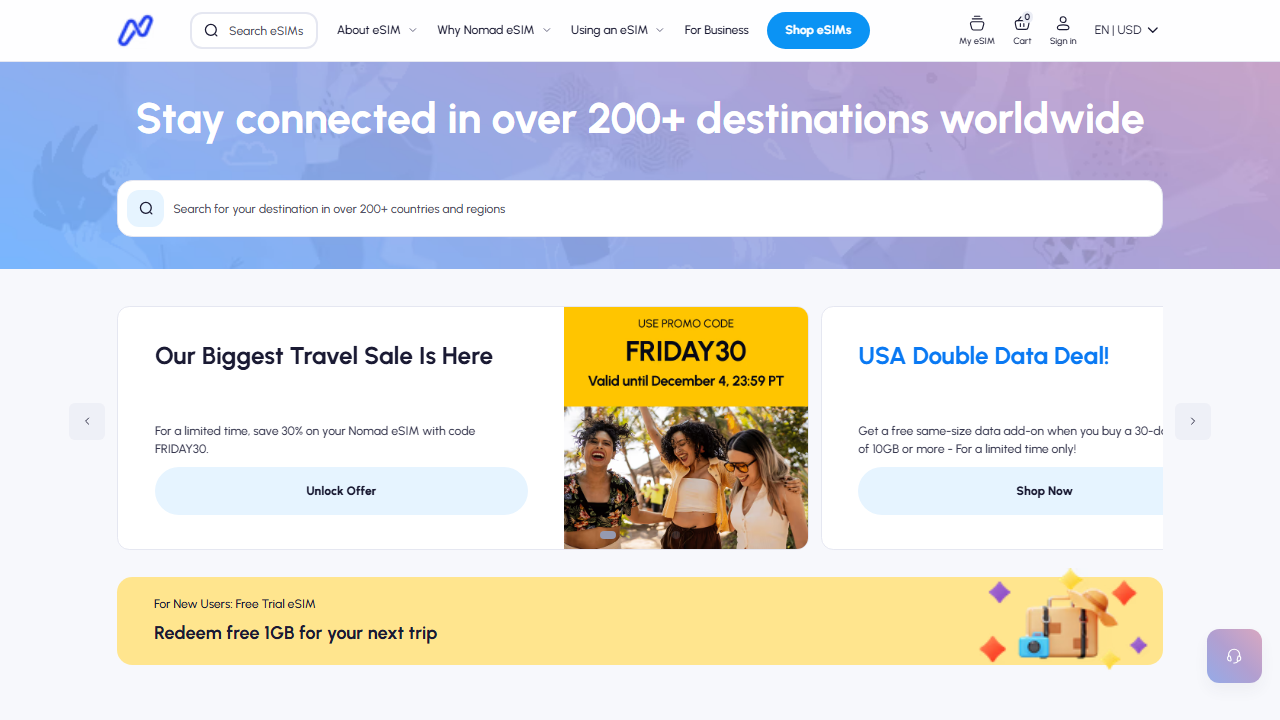 Search eSIMs
About eSIM
Why Nomad eSIM
Using an eSIM
For Business
Shop eSIMs
My eSIM
0
Cart
Sign in
EN | USD
Stay connected in over 200+ destinations worldwide
Search for your destination in over 200+ countries and regions
Our Biggest Travel Sale Is Here
For a limited time, save 30% on your Nomad eSIM with code
FRIDAY30.
Unlock Offer
USE PROMO CODE
FRIDAY30
Valid until December 4, 23:59 PT
USA Double Data Deal!
Get a free same-size data add-on when you buy a 30-d
of 10GB or more - For a limited time only!
Shop Now
For New Users: Free Trial eSIM
Redeem free 1GB for your next trip